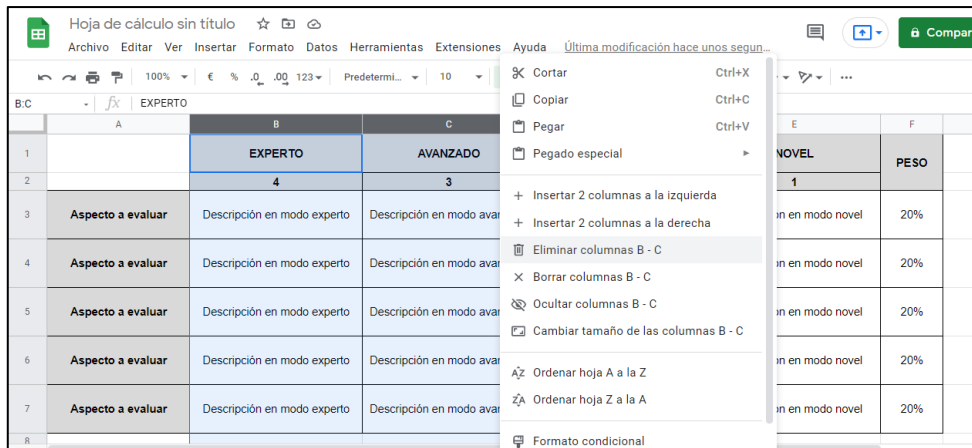 Hoja de cálculo sin título
Archivo Editar Ver Insertar Formato Datos Herramientas Extensiones Ayuda Última modificación hace unos segun...
Compar
100% € % .0 .00 123 Predetermi... 10
B:C fx EXPERTO
A B C E F
1 EXPERTO AVANZADO NOVEL PESO
2 4 3 1
3 Aspecto a evaluar Descripción en modo experto Descripción en modo avan ón en modo novel 20%
4 Aspecto a evaluar Descripción en modo experto Descripción en modo avan ón en modo novel 20%
5 Aspecto a evaluar Descripción en modo experto Descripción en modo avan ón en modo novel 20%
6 Aspecto a evaluar Descripción en modo experto Descripción en modo avan ón en modo novel 20%
7 Aspecto a evaluar Descripción en modo experto Descripción en modo avan ón en modo novel 20%
8
Cortar Ctrl+X
Copiar Ctrl+C
Pegar Ctrl+V
Pegado especial
Insertar 2 columnas a la izquierda
Insertar 2 columnas a la derecha
Eliminar columnas B - C
Borrar columnas B - C
Ocultar columnas B - C
Cambiar tamaño de las columnas B - C
Ordenar hoja A a la Z
Ordenar hoja Z a la A
Formato condicional